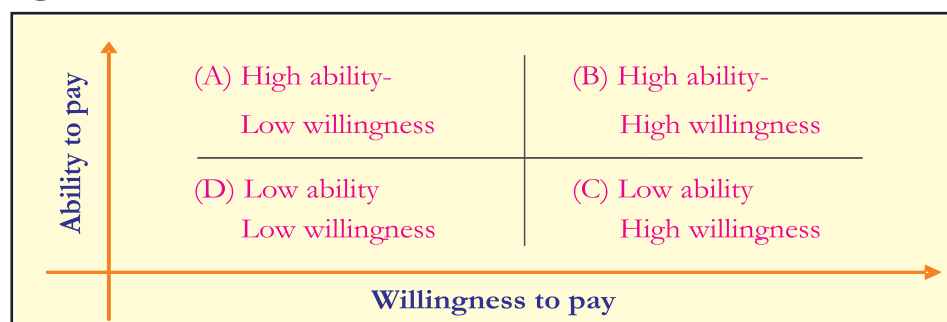 Ability to pay
(A) High ability-
Low willingness
(B) High ability-
High willingness
(D) Low ability
Low willingness
(C) Low ability
High willingness
Willingness to pay